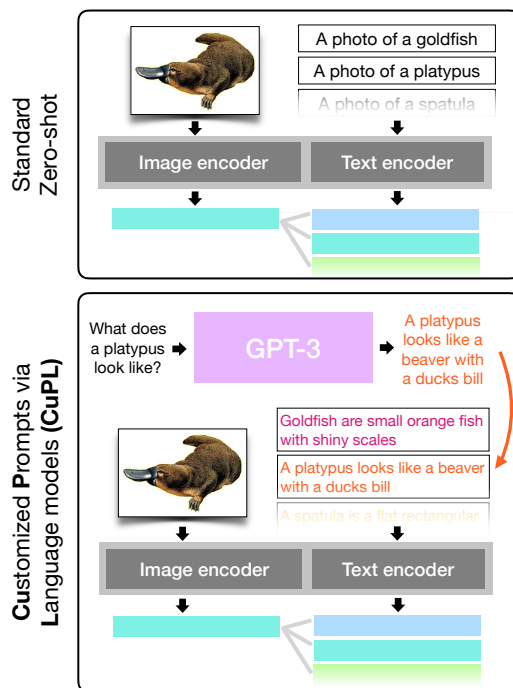 Standard
Zero-shot
A photo of a goldfish
A photo of a platypus
A photo of a spatula
Image encoder
Text encoder
Customized Prompts via
Language models (CuPL)
What does
a platypus
look like?
GPT-3
A platypus
looks like a
beaver with
a ducks bill
Goldfish are small orange fish
with shiny scales
A platypus looks like a beaver
with a ducks bill
A spatula is a flat rectangular
Image encoder
Text encoder